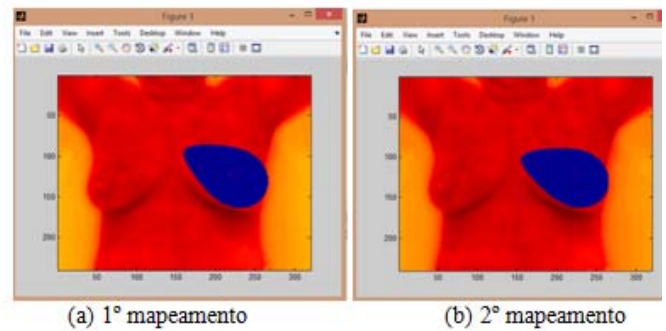 Figure 1
File Edit View Insert Tools Desktop Window Help
50
100
150
200
50 100 150 200 250 300
(a) 1º mapeamento
Figure 1
File Edit View Insert Tools Desktop Window Help
50
100
150
200
50 100 150 200 250 300
(b) 2º mapeamento